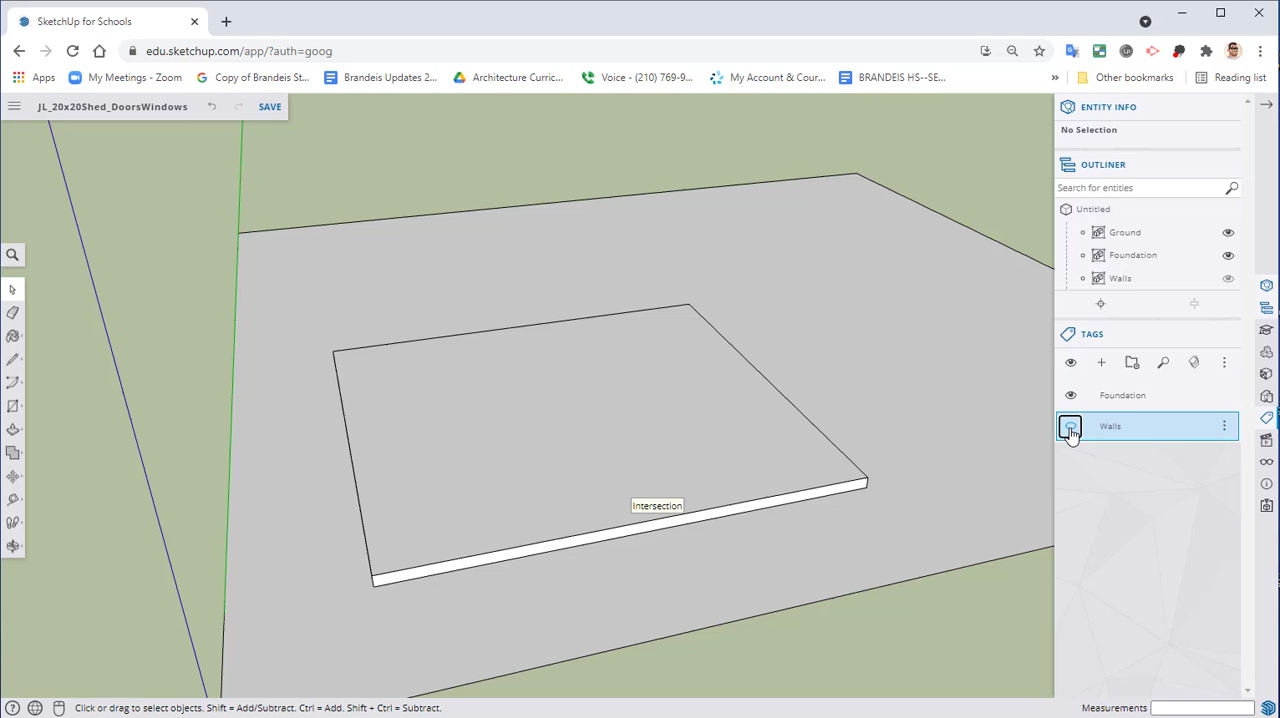 SketchUp for Schools
edu.sketchup.com/app/?auth=goog
Apps
My Meetings - Zoom
Copy of Brandeis St...
Brandeis Updates 2...
Architecture Curric...
Voice - (210) 769-9...
My Account & Cour...
BRANDEIS HS--SE...
»
Other bookmarks
Reading list
JL_20x20Shed_DoorsWindows
SAVE
ENTITY INFO
No Selection
OUTLINER
Search for entities
Untitled
Ground
Foundation
Walls
TAGS
Foundation
Walls
Intersection
Click or drag to select objects. Shift = Add/Subtract. Ctrl = Add. Shift + Ctrl = Subtract.
Measurements